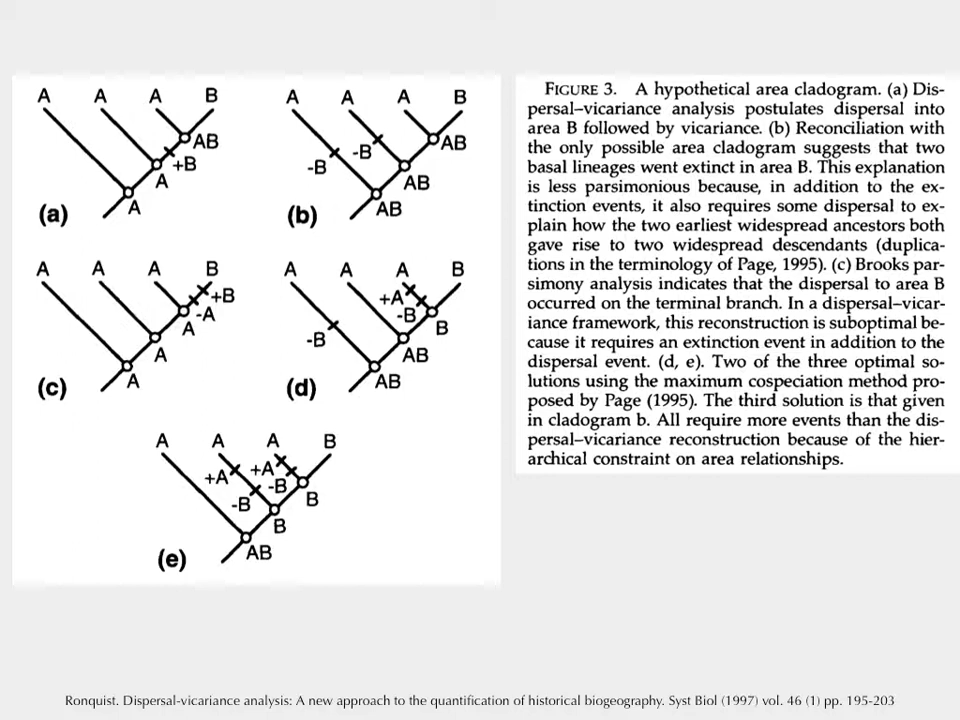 A A A B
AB
+B
A
A
(a)
A A A B
AB
-B
-B
AB
AB
(b)
A A A B
+B
-A
A
A
A
(c)
A A A B
+A
-B
B
-B
AB
AB
(d)
A A A B
+A
+A
-B
B
-B
B
AB
(e)
FIGURE 3. A hypothetical area cladogram. (a) Dis-
persal–vicariance analysis postulates dispersal into
area B followed by vicariance. (b) Reconciliation with
the only possible area cladogram suggests that two
basal lineages went extinct in area B. This explanation
is less parsimonious because, in addition to the ex-
tinction events, it also requires some dispersal to ex-
plain how the two earliest widespread ancestors both
gave rise to two widespread descendants (duplica-
tions in the terminology of Page, 1995). (c) Brooks par-
simony analysis indicates that the dispersal to area B
occurred on the terminal branch. In a dispersal–vicar-
iance framework, this reconstruction is suboptimal be-
cause it requires an extinction event in addition to the
dispersal event. (d, e). Two of the three optimal so-
lutions using the maximum cospeciation method pro-
posed by Page (1995). The third solution is that given
in cladogram b. All require more events than the dis-
persal–vicariance reconstruction because of the hier-
archical constraint on area relationships.
Ronquist. Dispersal-vicariance analysis: A new approach to the quantification of historical biogeography. Syst Biol (1997) vol. 46 (1) pp. 195-203